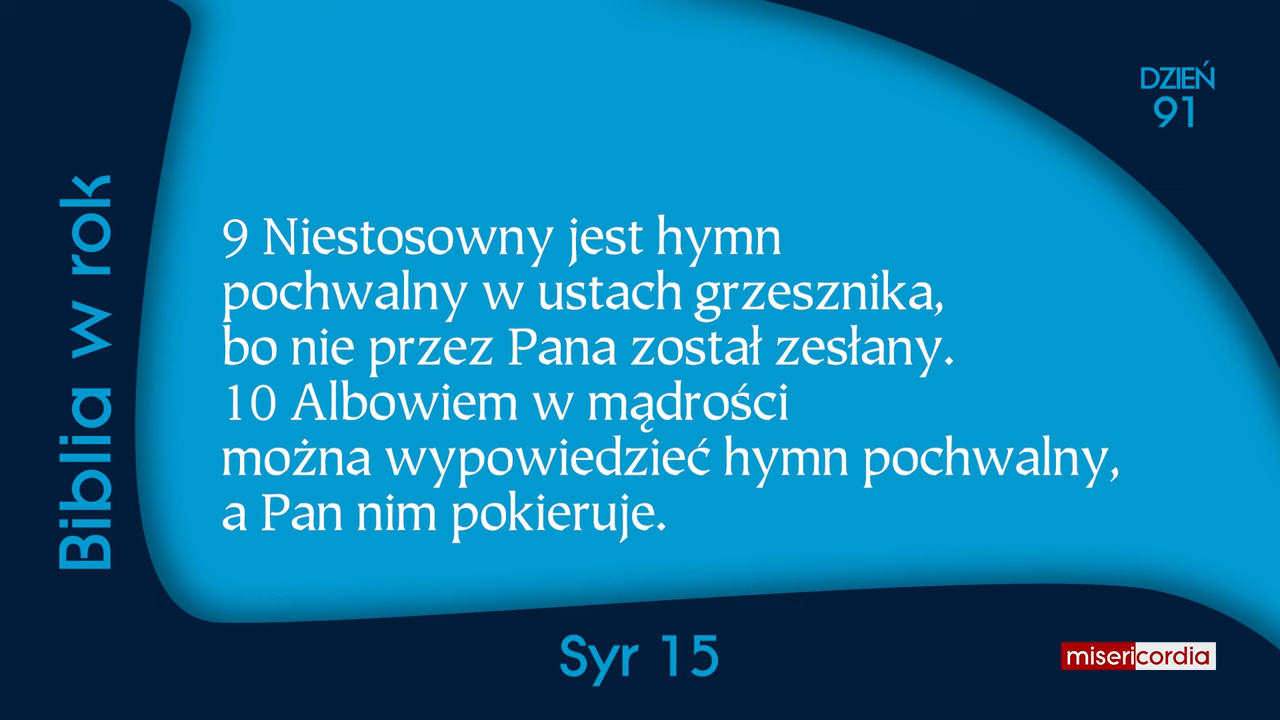 DZIEŃ
91
Biblia w rok
9 Niestosowny jest hymn
pochwalny w ustach grzesznika,
bo nie przez Pana został zesłany.
10 Albowiem w mądrości
można wypowiedzieć hymn pochwalny,
a Pan nim pokieruje.
Syr 15
misericordia